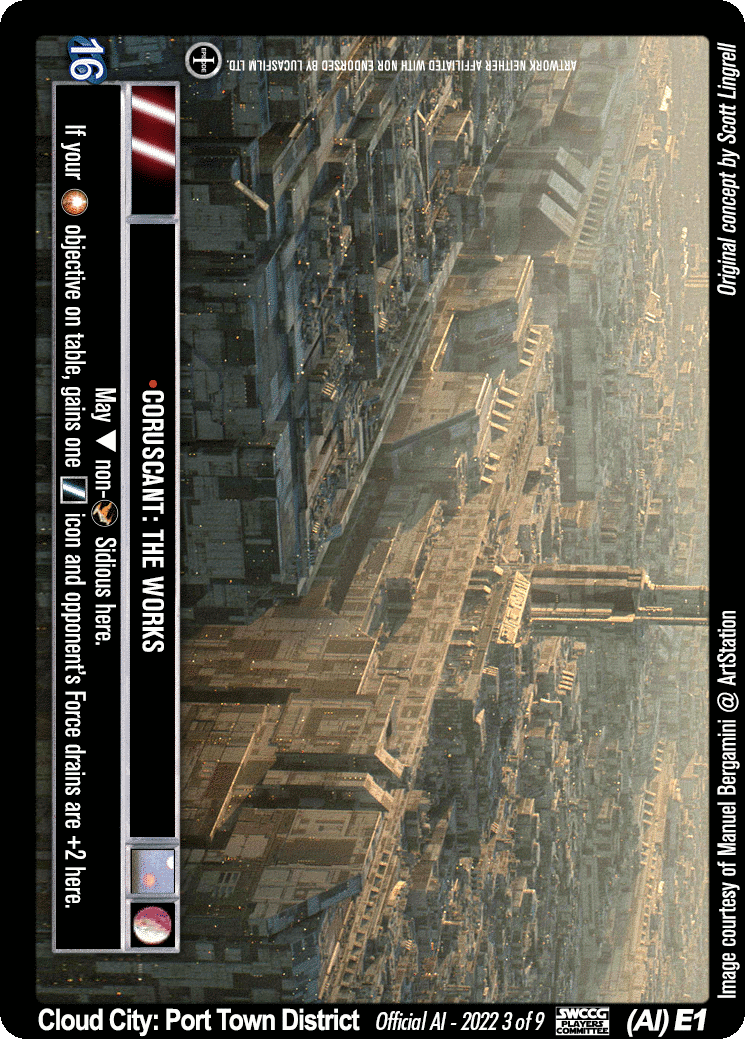 •CORUSCANT: THE WORKS
May non- Sidious here.
If your objective on table, gains one icon and opponent's Force drains are +2 here.
16
EPISODE
I
ARTWORK NEITHER AFFILIATED WITH NOR ENDORSED BY LUCASFILM LTD.
Original concept by Scott Lingrell
Image courtesy of Manuel Bergamini @ ArtStation
Cloud City: Port Town District Official AI - 2022 3 of 9 SWCCG PLAYERS COMMITTEE (AI) E1